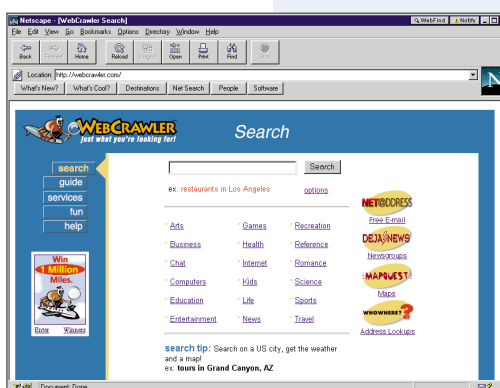 Netscape - [WebCrawler Search]
WebFind Notify
File Edit View Go Bookmarks Options Directory Window Help
Back Forward Home Reload Images Open Print Find Stop
Location: http://webcrawler.com/
What's New? What's Cool? Destinations Net Search People Software
N
WEBCRAWLER
just what you're looking for!
Search
search
guide
services
fun
help
Search
ex. restaurants in Los Angeles options
Arts Games Recreation
Business Health Reference
Chat Internet Romance
Computers Kids Science
Education Life Sports
Entertainment News Travel
search tip: Search on a US city, get the weather
and a map!
ex: tours in Grand Canyon, AZ
Win
1 Million
Miles.
Enter Winners
NET@DDRESS
Free E-mail
DEJA NEWS
Newsgroups
MAPQUEST
Maps
WHOWHERE?
Address Lookups
Document: Done